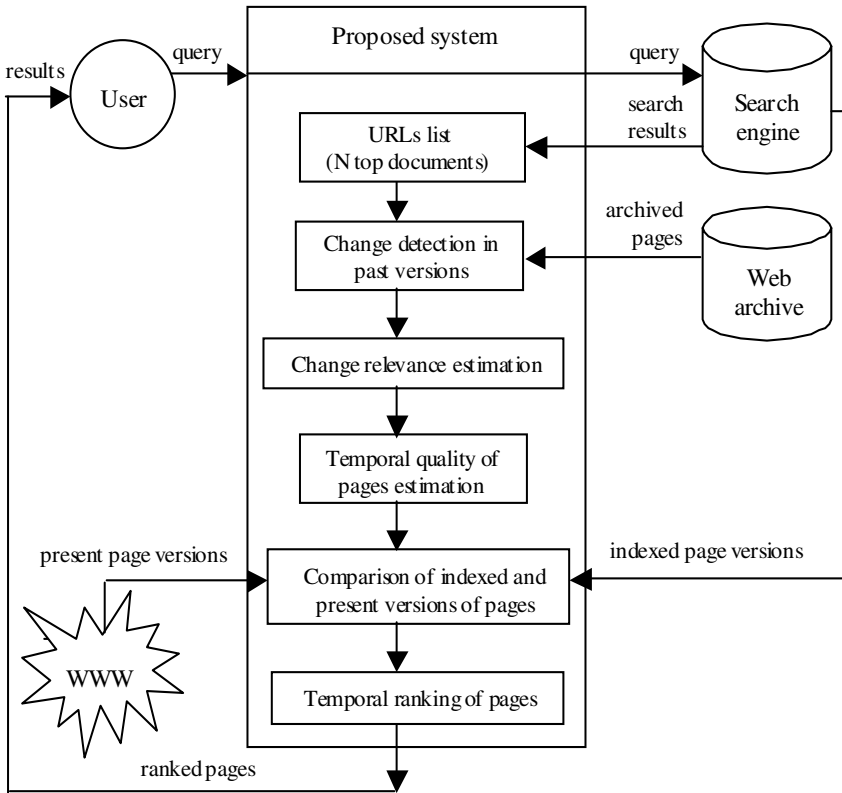 Proposed system
query
query
results
User
Search
engine
search
results
URLs list
(N top documents)
archived
pages
Change detection in
past versions
Web
archive
Change relevance estimation
Temporal quality of
pages estimation
present page versions
indexed page versions
Comparison of indexed and
present versions of pages
WWW
Temporal ranking of pages
ranked pages